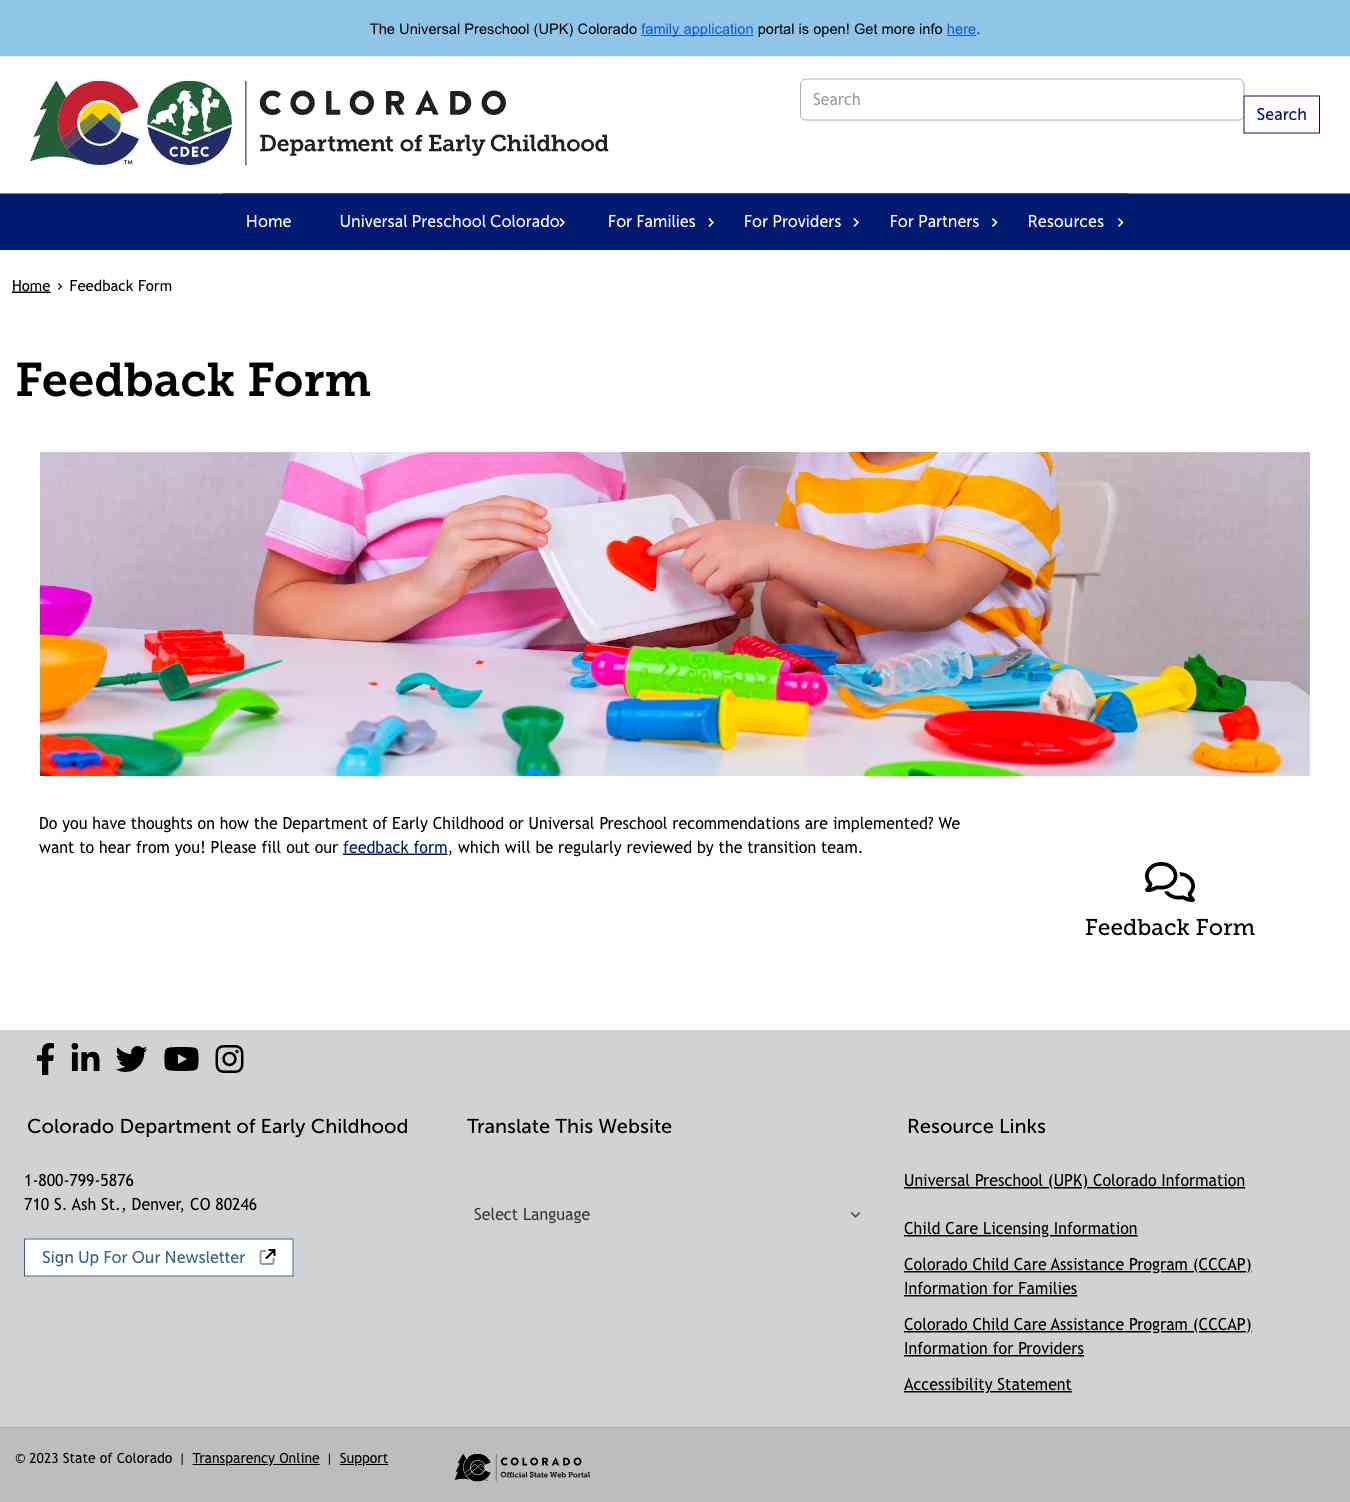 The Universal Preschool (UPK) Colorado family application portal is open! Get more info here.
COLORADO
Department of Early Childhood
CDEC
TM
Search
Search
Home
Universal Preschool Colorado
For Families
For Providers
For Partners
Resources
Home › Feedback Form
Feedback Form
Do you have thoughts on how the Department of Early Childhood or Universal Preschool recommendations are implemented? We
want to hear from you! Please fill out our feedback form, which will be regularly reviewed by the transition team.
Feedback Form
Colorado Department of Early Childhood
1-800-799-5876
710 S. Ash St., Denver, CO 80246
Sign Up For Our Newsletter
Translate This Website
Select Language
Resource Links
Universal Preschool (UPK) Colorado Information
Child Care Licensing Information
Colorado Child Care Assistance Program (CCCAP)
Information for Families
Colorado Child Care Assistance Program (CCCAP)
Information for Providers
Accessibility Statement
© 2023 State of Colorado | Transparency Online | Support
COLORADO
Official State Web Portal